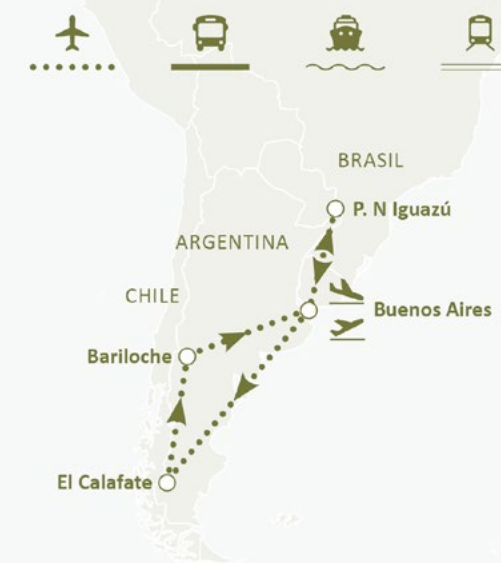 BRASIL
P. N Iguazú
ARGENTINA
CHILE
Buenos Aires
Bariloche
El Calafate